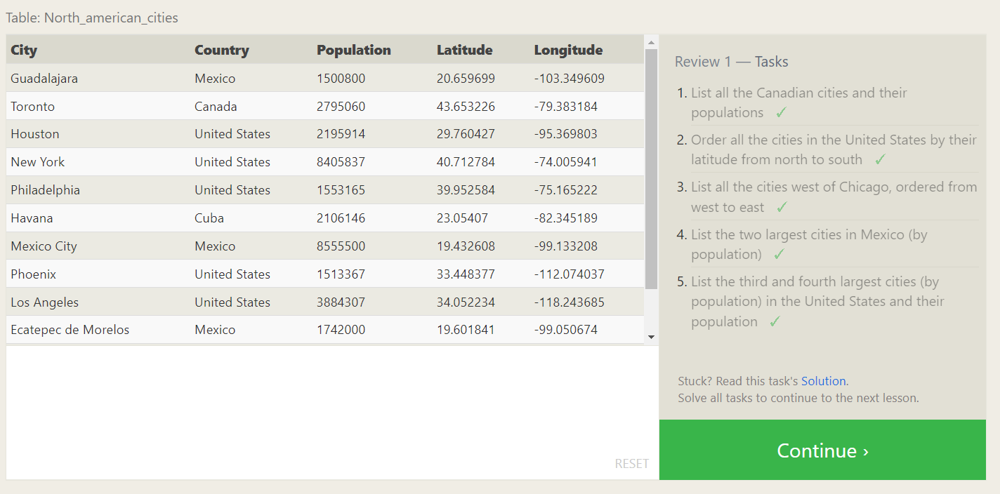 Table: North_american_cities
City Country Population Latitude Longitude
Guadalajara Mexico 1500800 20.659699 -103.349609
Toronto Canada 2795060 43.653226 -79.383184
Houston United States 2195914 29.760427 -95.369803
New York United States 8405837 40.712784 -74.005941
Philadelphia United States 1553165 39.952584 -75.165222
Havana Cuba 2106146 23.05407 -82.345189
Mexico City Mexico 8555500 19.432608 -99.133208
Phoenix United States 1513367 33.448377 -112.074037
Los Angeles United States 3884307 34.052234 -118.243685
Ecatepec de Morelos Mexico 1742000 19.601841 -99.050674
RESET
Review 1 — Tasks
1. List all the Canadian cities and their
populations ✓
2. Order all the cities in the United States by their
latitude from north to south ✓
3. List all the cities west of Chicago, ordered from
west to east ✓
4. List the two largest cities in Mexico (by
population) ✓
5. List the third and fourth largest cities (by
population) in the United States and their
population ✓
Stuck? Read this task's Solution.
Solve all tasks to continue to the next lesson.
Continue ›